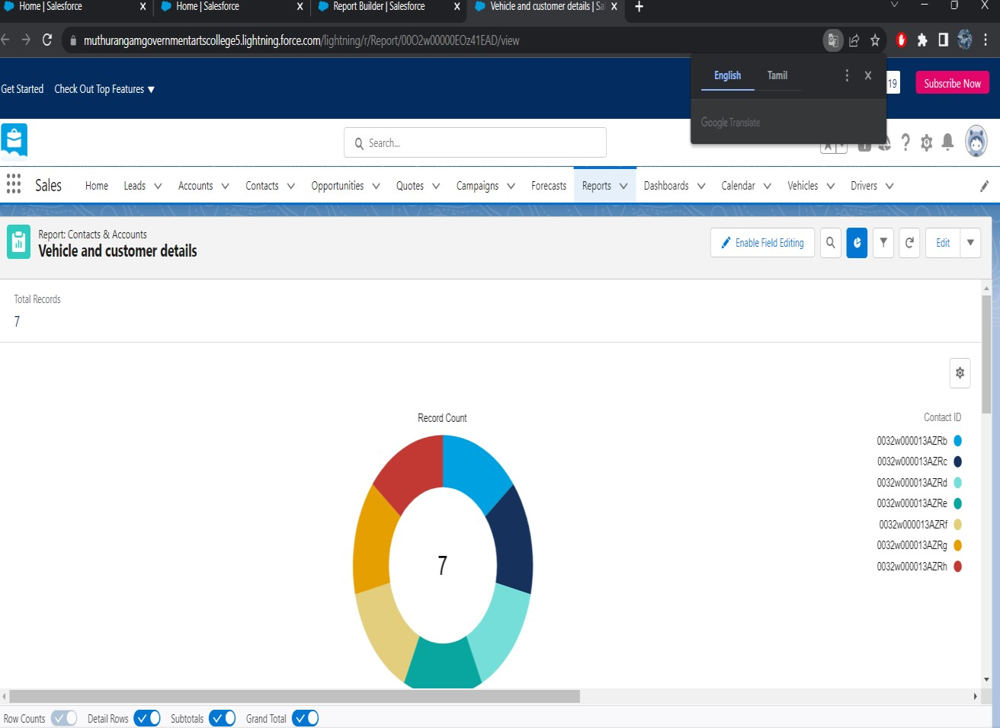 Home | Salesforce
Home | Salesforce
Report Builder | Salesforce
Vehicle and customer details | Sa
muthurangamgovernmentartscollege5.lightning.force.com/lightning/r/Report/00O2w00000EOz41EAD/view
English Tamil
Google Translate
Get Started Check Out Top Features
19
Subscribe Now
Search...
Sales Home Leads Accounts Contacts Opportunities Quotes Campaigns Forecasts Reports Dashboards Calendar Vehicles Drivers
Report: Contacts & Accounts
Vehicle and customer details
Enable Field Editing
Edit
Total Records
7
Record Count
7
Contact ID
0032w000013AZRb
0032w000013AZRc
0032w000013AZRd
0032w000013AZRe
0032w000013AZRf
0032w000013AZRg
0032w000013AZRh
Row Counts Detail Rows Subtotals Grand Total